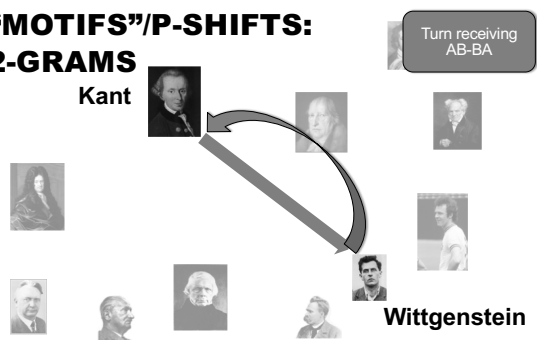 “MOTIFS”/P-SHIFTS:
2-GRAMS
Turn receiving
AB-BA
Kant
Wittgenstein